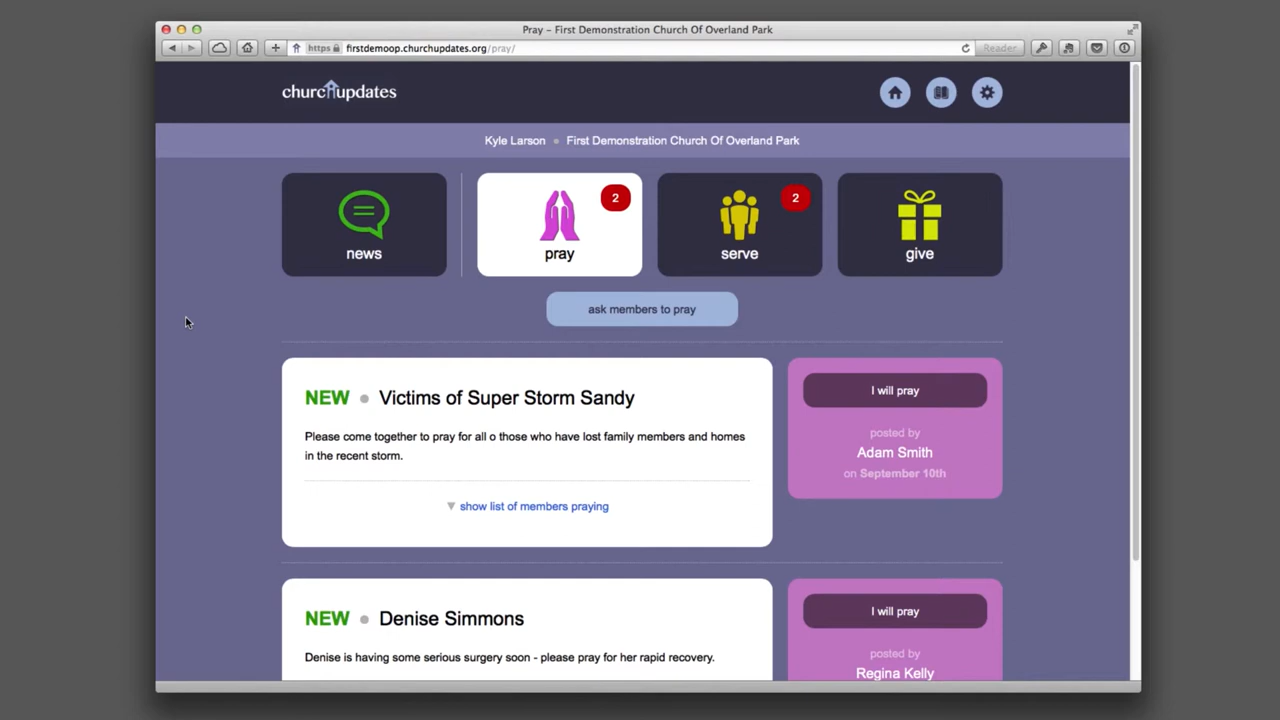 Pray – First Demonstration Church Of Overland Park
https firstdemoop.churchupdates.org/pray/
Reader
churchupdates
Kyle Larson • First Demonstration Church Of Overland Park
news
2
pray
2
serve
give
ask members to pray
NEW • Victims of Super Storm Sandy
Please come together to pray for all o those who have lost family members and homes
in the recent storm.
▼ show list of members praying
I will pray
posted by
Adam Smith
on September 10th
NEW • Denise Simmons
Denise is having some serious surgery soon - please pray for her rapid recovery.
I will pray
posted by
Regina Kelly